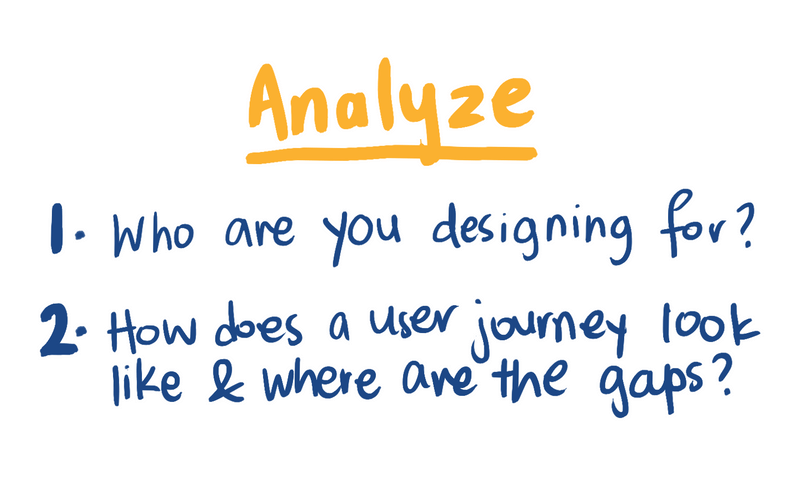 Analyze
1. Who are you designing for?
2. How does a user journey look
like & where are the gaps?